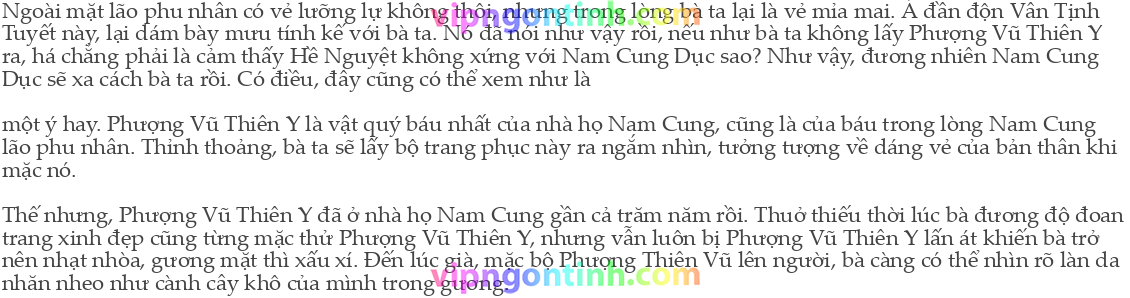 Ngoài mặt lão phu nhân có vẻ lưỡng lự không thôi, nhưng trong lòng bà ta lại là vẻ mỉa mai. Ả đần độn Vân Tịnh
Tuyết này, lại dám bày mưu tính kế với bà ta. Nó đã nói như vậy rồi, nếu như bà ta không lấy Phượng Vũ Thiên Y
ra, há chẳng phải là cảm thấy Hề Nguyệt không xứng với Nam Cung Dục sao? Như vậy, đương nhiên Nam Cung
Dục sẽ xa cách bà ta rồi. Có điều, đây cũng có thể xem như là
một ý hay. Phượng Vũ Thiên Y là vật quý báu nhất của nhà họ Nam Cung, cũng là của báu trong lòng Nam Cung
lão phu nhân. Thỉnh thoảng, bà ta sẽ lấy bộ trang phục này ra ngắm nhìn, tưởng tượng về dáng vẻ của bản thân khi
mặc nó.
Thế nhưng, Phượng Vũ Thiên Y đã ở nhà họ Nam Cung gần cả trăm năm rồi. Thuở thiếu thời lúc bà đương độ đoan
trang xinh đẹp cũng từng mặc thử Phượng Vũ Thiên Y, nhưng vẫn luôn bị Phượng Vũ Thiên Y lấn át khiến bà trở
nên nhạt nhòa, gương mặt thì xấu xí. Đến lúc già, mặc bộ Phượng Thiên Vũ lên người, bà càng có thể nhìn rõ làn da
nhăn nheo như cành cây khô của mình trong gương.
vipngontinh.com
vipngontinh.com